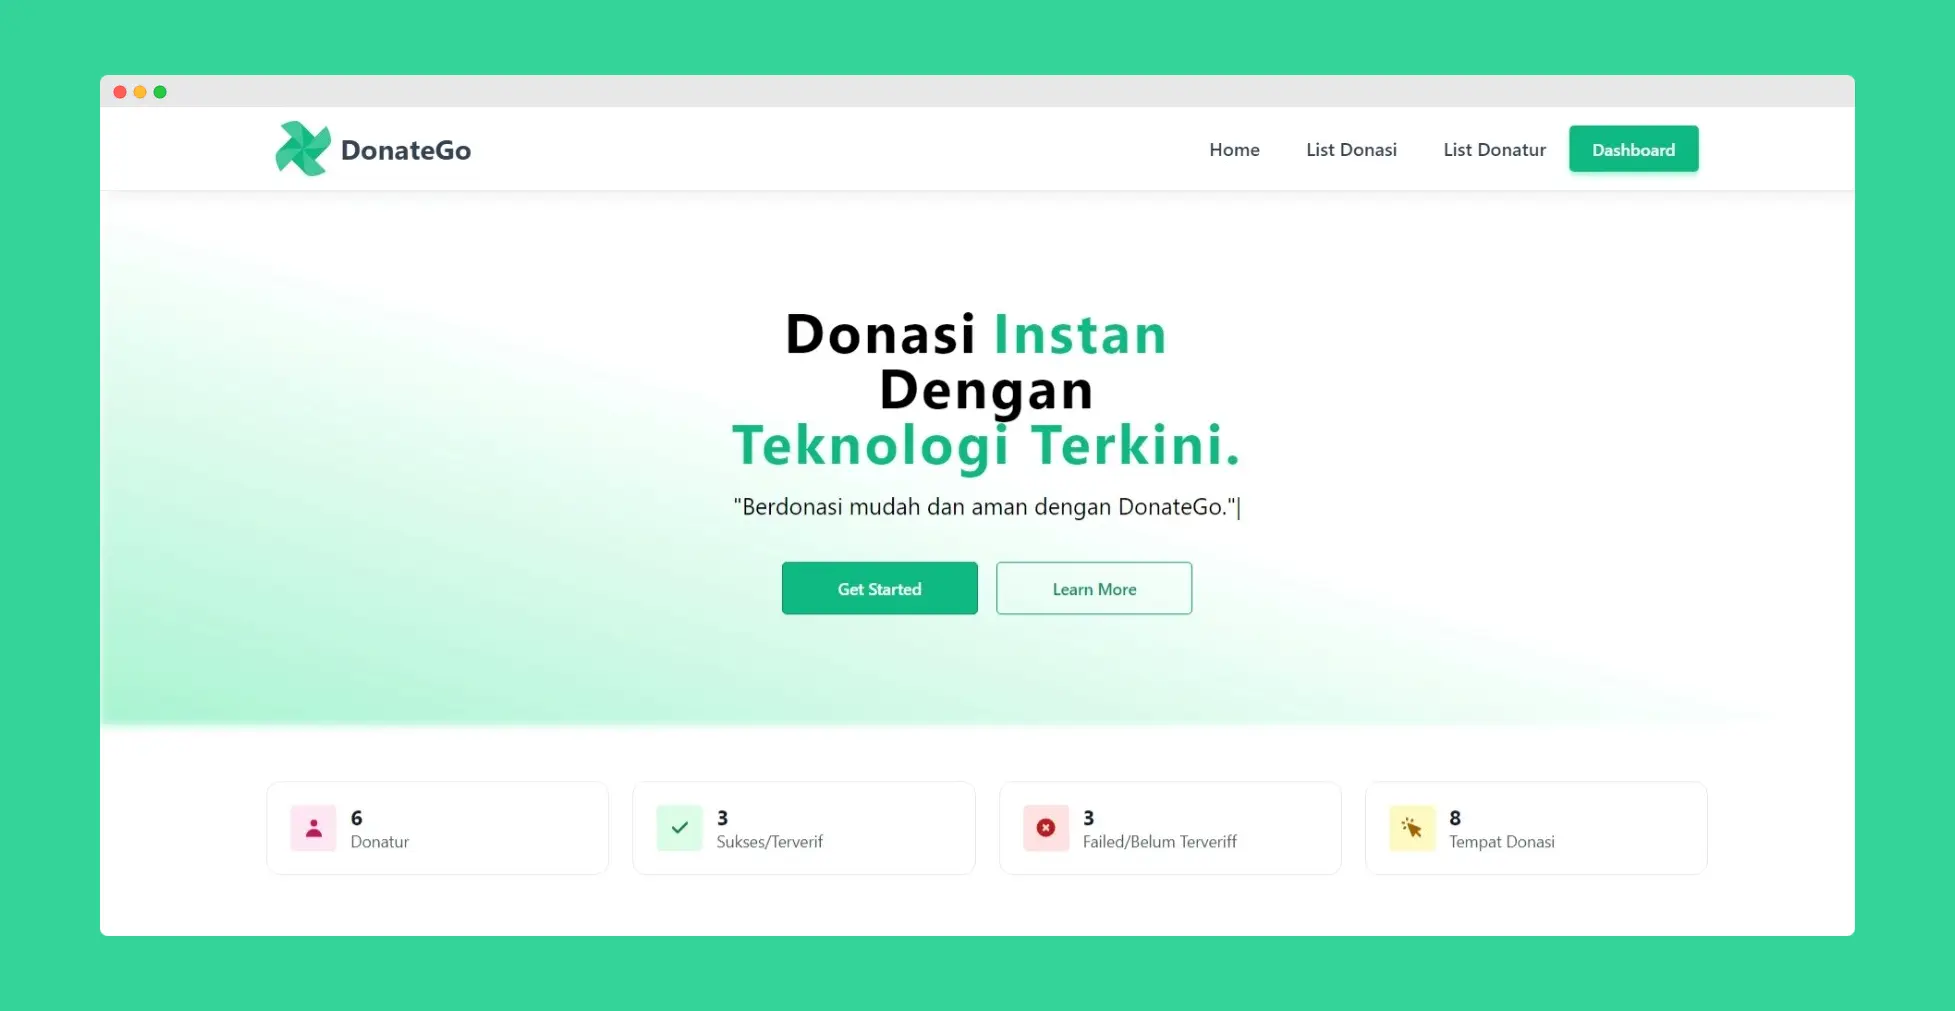 DonateGo
Home
List Donasi
List Donatur
Dashboard
Donasi Instan
Dengan
Teknologi Terkini.
"Berdonasi mudah dan aman dengan DonateGo."|
Get Started
Learn More
6
Donatur
3
Sukses/Terverif
3
Failed/Belum Terveriff
8
Tempat Donasi